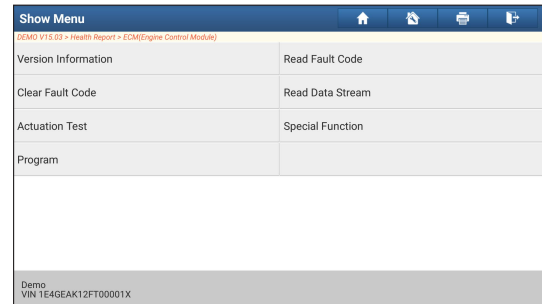 Show Menu
DEMO V15.03 > Health Report > ECM(Engine Control Module)
Version Information
Read Fault Code
Clear Fault Code
Read Data Stream
Actuation Test
Special Function
Program
Demo
VIN 1E4GEAK12FT00001X